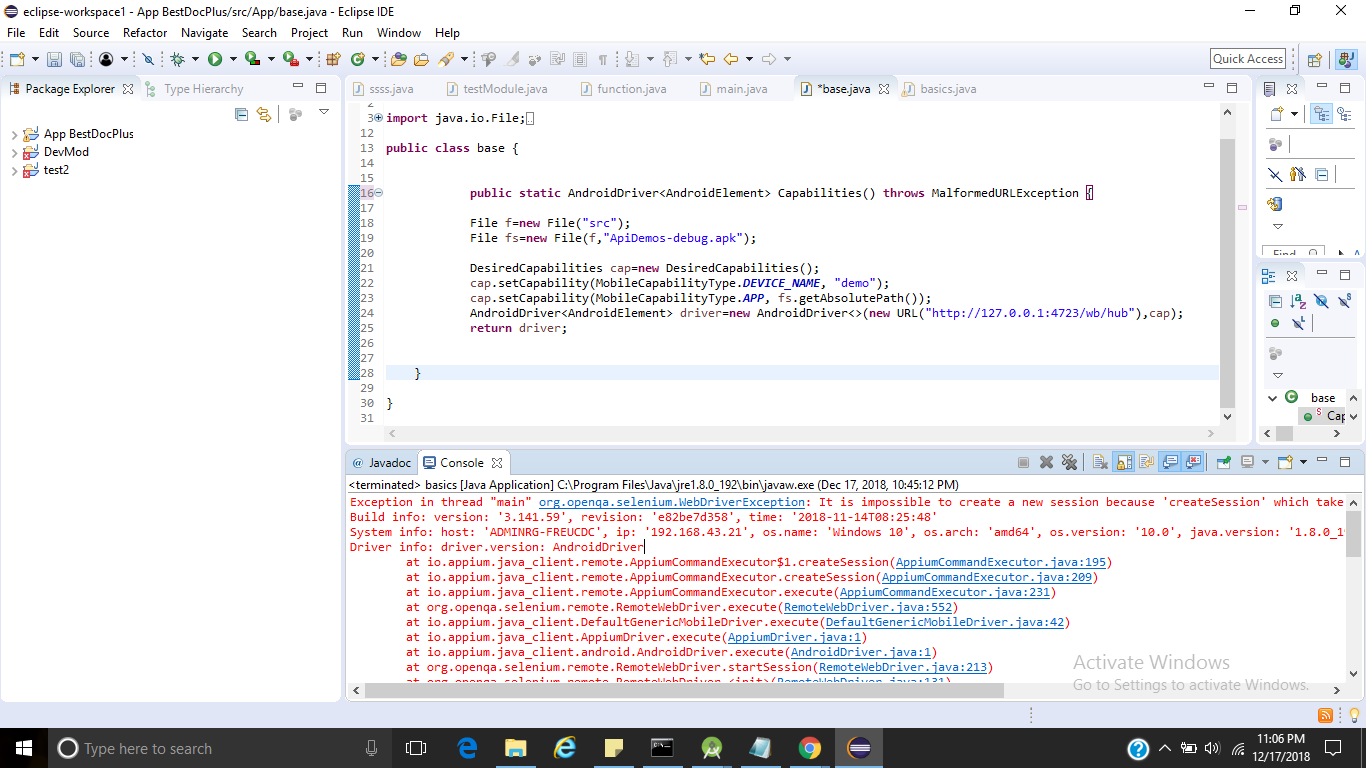 eclipse-workspace1 - App BestDocPlus/src/App/base.java - Eclipse IDE
File Edit Source Refactor Navigate Search Project Run Window Help
Quick Access
Package Explorer Type Hierarchy
App BestDocPlus
DevMod
test2
ssss.java testModule.java function.java main.java *base.java basics.java
2
3 import java.io.File;
12
13 public class base {
14
15
16 public static AndroidDriver<AndroidElement> Capabilities() throws MalformedURLException {
17
18 File f=new File("src");
19 File fs=new File(f,"ApiDemos-debug.apk");
20
21 DesiredCapabilities cap=new DesiredCapabilities();
22 cap.setCapability(MobileCapabilityType.DEVICE_NAME, "demo");
23 cap.setCapability(MobileCapabilityType.APP, fs.getAbsolutePath());
24 AndroidDriver<AndroidElement> driver=new AndroidDriver<>(new URL("http://127.0.0.1:4723/wb/hub"),cap);
25 return driver;
26
27
28 }
29
30 }
31
Find
A
base
Cap
@ Javadoc Console
<terminated> basics [Java Application] C:\Program Files\Java\jre1.8.0_192\bin\javaw.exe (Dec 17, 2018, 10:45:12 PM)
Exception in thread "main" org.openqa.selenium.WebDriverException: It is impossible to create a new session because 'createSession' which take
Build info: version: '3.141.59', revision: 'e82be7d358', time: '2018-11-14T08:25:48'
System info: host: 'ADMINRG-FREUCDC', ip: '192.168.43.21', os.name: 'Windows 10', os.arch: 'amd64', os.version: '10.0', java.version: '1.8.0_19
Driver info: driver.version: AndroidDriver
at io.appium.java_client.remote.AppiumCommandExecutor$1.createSession(AppiumCommandExecutor.java:195)
at io.appium.java_client.remote.AppiumCommandExecutor.createSession(AppiumCommandExecutor.java:209)
at io.appium.java_client.remote.AppiumCommandExecutor.execute(AppiumCommandExecutor.java:231)
at org.openqa.selenium.remote.RemoteWebDriver.execute(RemoteWebDriver.java:552)
at io.appium.java_client.DefaultGenericMobileDriver.execute(DefaultGenericMobileDriver.java:42)
at io.appium.java_client.AppiumDriver.execute(AppiumDriver.java:1)
at io.appium.java_client.android.AndroidDriver.execute(AndroidDriver.java:1)
at org.openqa.selenium.remote.RemoteWebDriver.startSession(RemoteWebDriver.java:213)
at org.openqa.selenium.remote.RemoteWebDriver.<init>(RemoteWebDriver.java:131)
Activate Windows
Go to Settings to activate Windows.
Type here to search
11:06 PM
12/17/2018